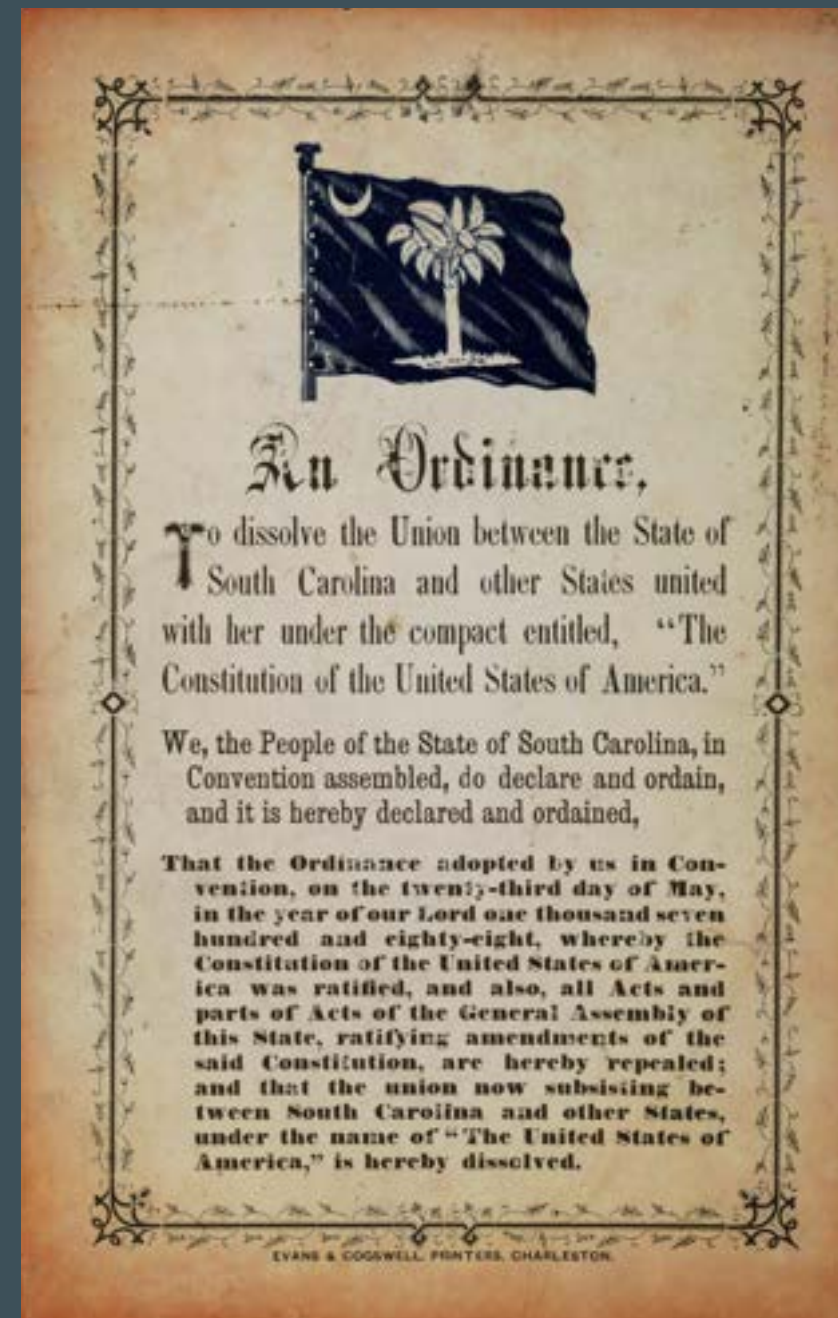 An Ordinance,
To dissolve the Union between the State of
South Carolina and other States united
with her under the compact entitled, “The
Constitution of the United States of America.”
We, the People of the State of South Carolina, in
Convention assembled, do declare and ordain,
and it is hereby declared and ordained,
That the Ordinance adopted by us in Con-
vention, on the twenty-third day of May,
in the year of our Lord one thousand seven
hundred and eighty-eight, whereby the
Constitution of the United States of Amer-
ica was ratified, and also, all Acts and
parts of Acts of the General Assembly of
this State, ratifying amendments of the
said Constitution, are hereby repealed;
and that the union now subsisting be-
tween South Carolina and other States,
under the name of “The United States of
America,” is hereby dissolved.
EVANS & COGSWELL, PRINTERS, CHARLESTON.